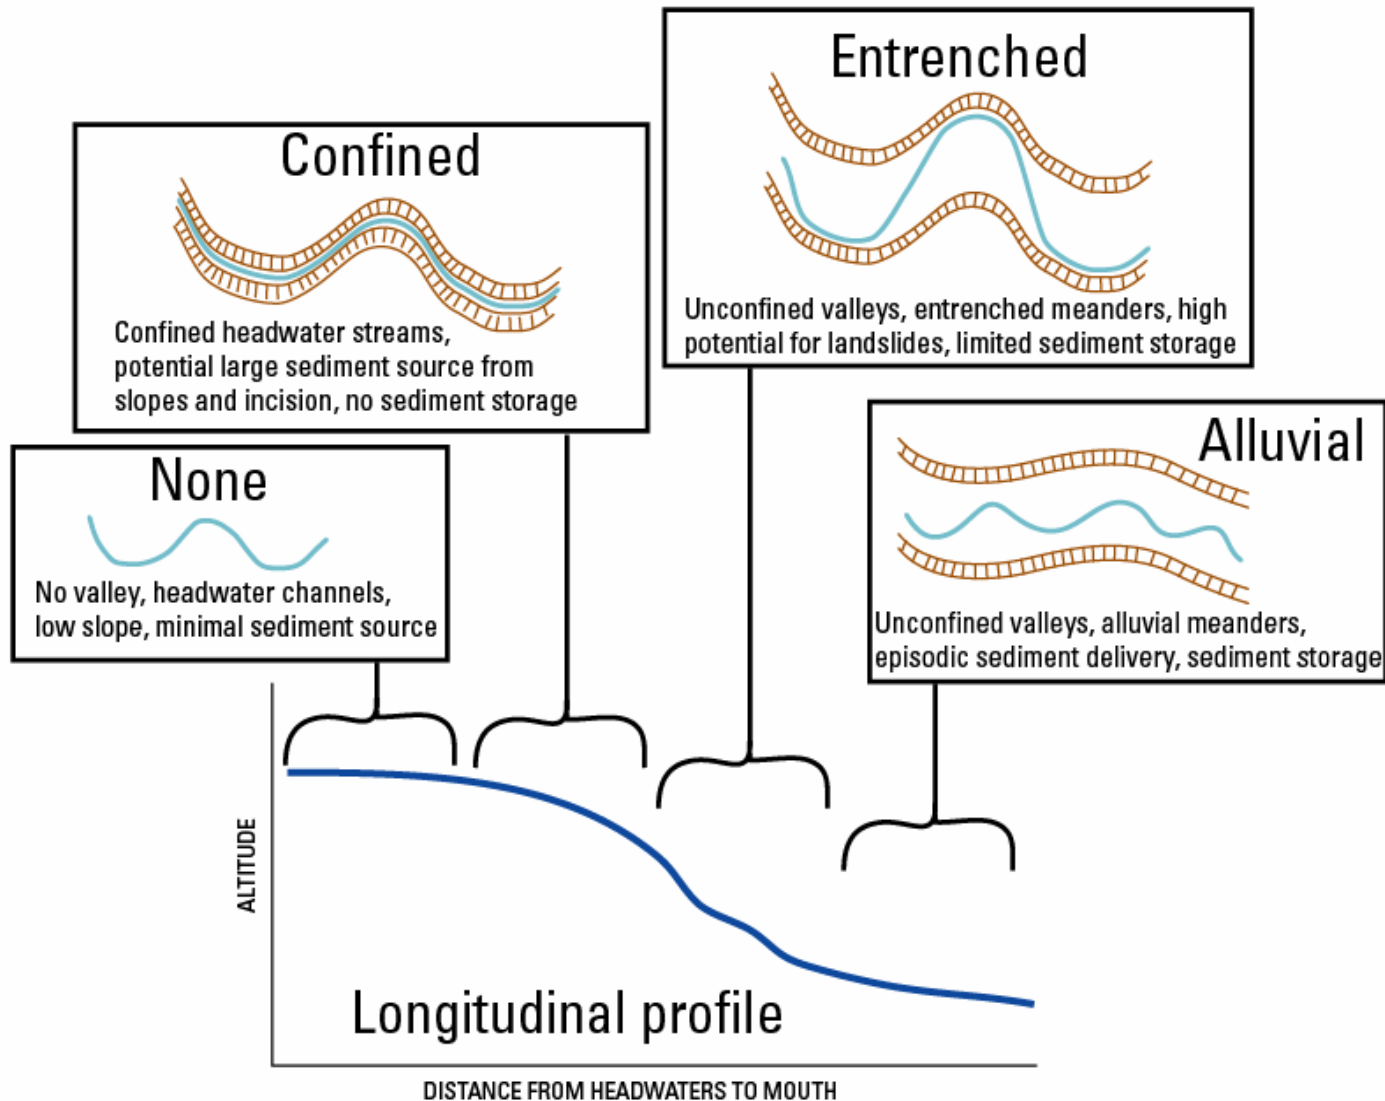 Entrenched
Unconfined valleys, entrenched meanders, high
potential for landslides, limited sediment storage
Confined
Confined headwater streams,
potential large sediment source from
slopes and incision, no sediment storage
Alluvial
Unconfined valleys, alluvial meanders,
episodic sediment delivery, sediment storage
None
No valley, headwater channels,
low slope, minimal sediment source
ALTITUDE
Longitudinal profile
DISTANCE FROM HEADWATERS TO MOUTH